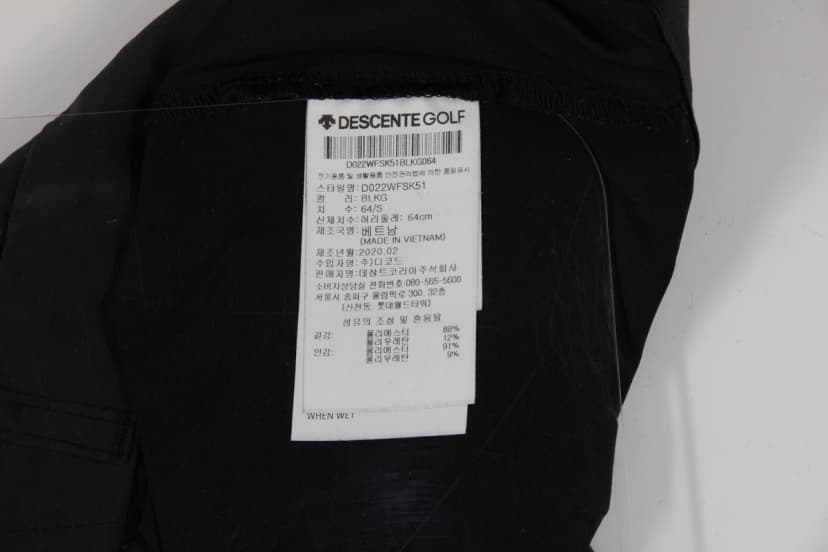 DESCENTE GOLF
D022WFSK51BLKG064
전기용품 및 생활용품 안전관리법에 의한 품질표시
스타일명:D022WFSK51
컬 러:BLKG
치 수:64/S
신체치수:허리둘레: 64cm
제조국명:베트남
(MADE IN VIETNAM)
제조년월:2020.02
수입자명:주)디코드
판매자명:데상트코리아주식회사
소비자상담실 전화번호:080-565-5600
서울시 송파구 올림픽로 300, 32층
(신천동, 롯데월드타워)
섬유의 조성 및 혼용율
겉감: 폴리에스터 88%
폴리우레탄 12%
안감: 폴리에스터 91%
폴리우레탄 9%
WHEN WET